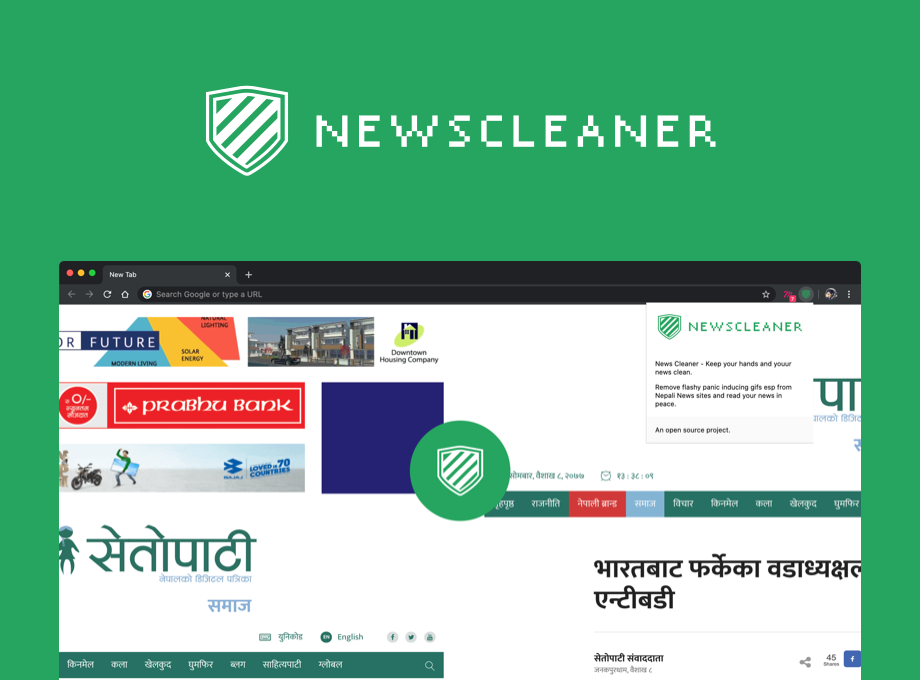 NEWSCLEANER
New Tab
Search Google or type a URL
OR FUTURE
MODERN LIVING
NATURAL LIGHTING
SOLAR ENERGY
Downtown
Housing Company
NEWSCLEANER
News Cleaner - Keep your hands and youur
news clean.
Remove flashy panic inducing gifs esp from
Nepali News sites and read your news in
peace.
An open source project.
रु 0/-
न्यूनतम
मौज्दात
PRABHU BANK
BAJAJ
LOVED IN 70
COUNTRIES
पा
पालको डिजिट
स
सोमबार, वैशाख ८, २०७७
१३ : ३८ : ०९
गृहपृष्ठ राजनीति नेपाली ब्रान्ड समाज विचार किनमेल कला खेलकुद घुमफिर
सेतोपाटी
नेपालको डिजिटल पत्रिका
समाज
युनिकोड
EN English
किनमेल कला खेलकुद घुमफिर ब्लग साहित्यपाटी ग्लोबल
भारतबाट फर्केका वडाध्यक्षल
एन्टीबडी
सेतोपाटी संवाददाता
जनकपुरधाम, वैशाख ८
45
Shares